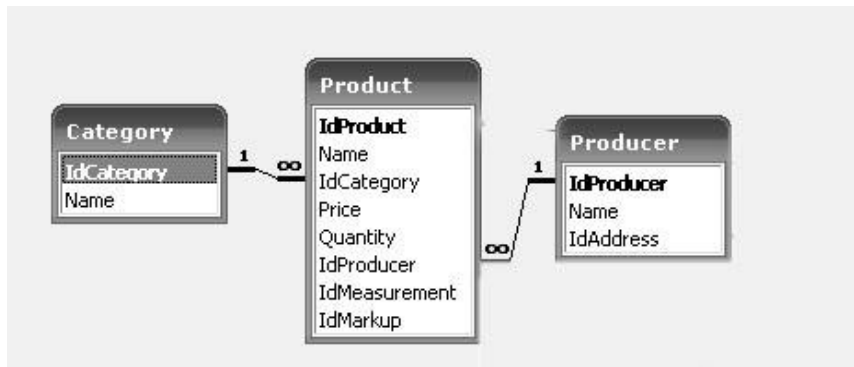 Category
IdCategory
Name
1
∞
Product
IdProduct
Name
IdCategory
Price
Quantity
IdProducer
IdMeasurement
IdMarkup
∞
1
Producer
IdProducer
Name
IdAddress